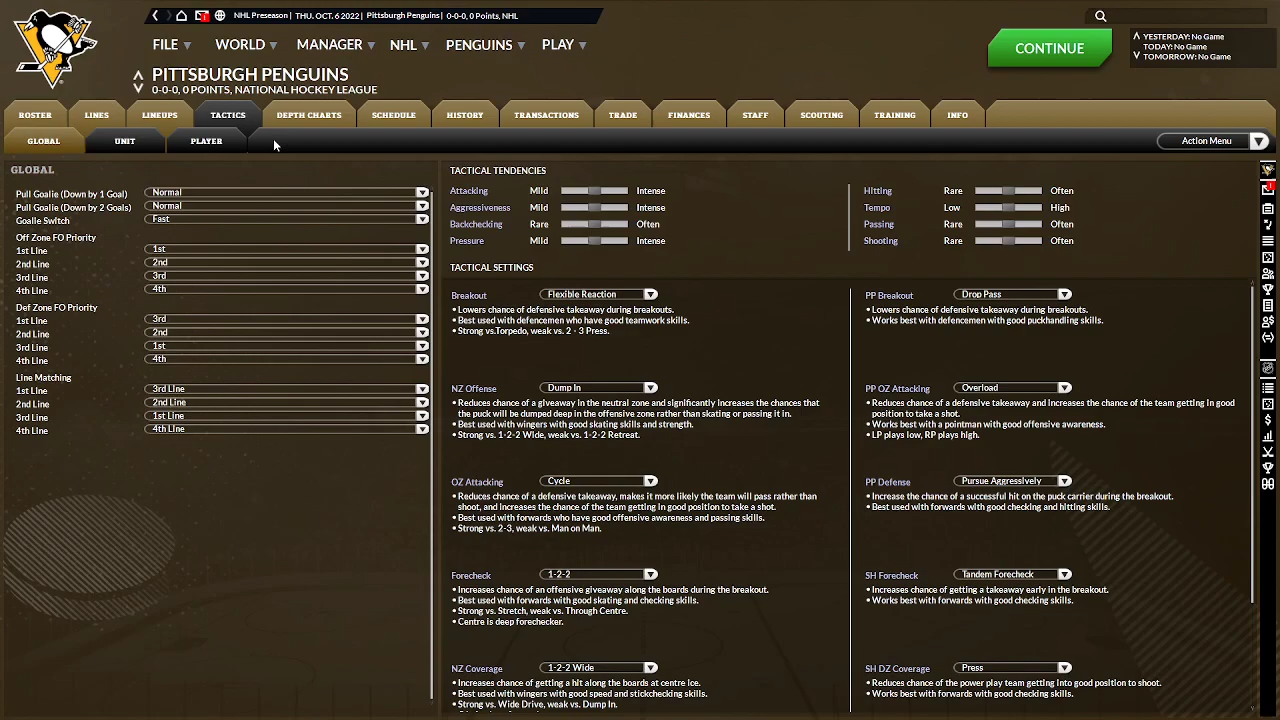 NHL Preseason | THU. OCT. 6 2022 | Pittsburgh Penguins | 0-0-0, 0 Points, NHL
FILE WORLD MANAGER NHL PENGUINS PLAY
CONTINUE
YESTERDAY: No Game
TODAY: No Game
TOMORROW: No Game
PITTSBURGH PENGUINS
0-0-0, 0 POINTS, NATIONAL HOCKEY LEAGUE
ROSTER LINES LINEUPS TACTICS DEPTH CHARTS SCHEDULE HISTORY TRANSACTIONS TRADE FINANCES STAFF SCOUTING TRAINING INFO
GLOBAL UNIT PLAYER
Action Menu
GLOBAL
Pull Goalie (Down by 1 Goal) Normal
Pull Goalie (Down by 2 Goals) Normal
Goalie Switch Fast
Off Zone FO Priority
1st Line 1st
2nd Line 2nd
3rd Line 3rd
4th Line 4th
Def Zone FO Priority
1st Line 3rd
2nd Line 2nd
3rd Line 1st
4th Line 4th
Line Matching
1st Line 3rd Line
2nd Line 2nd Line
3rd Line 1st Line
4th Line 4th Line
TACTICAL TENDENCIES
Attacking Mild Intense
Aggressiveness Mild Intense
Backchecking Rare Often
Pressure Mild Intense
Hitting Rare Often
Tempo Low High
Passing Rare Often
Shooting Rare Often
TACTICAL SETTINGS
Breakout Flexible Reaction
• Lowers chance of defensive takeaway during breakouts.
• Best used with defencemen who have good teamwork skills.
• Strong vs.Torpedo, weak vs. 2 - 3 Press.
NZ Offense Dump In
• Reduces chance of a giveaway in the neutral zone and significantly increases the chances that
the puck will be dumped deep in the offensive zone rather than skating or passing it in.
• Best used with wingers with good skating skills and strength.
• Strong vs. 1-2-2 Wide, weak vs. 1-2-2 Retreat.
OZ Attacking Cycle
• Reduces chance of a defensive takeaway, makes it more likely the team will pass rather than
shoot, and increases the chance of the team getting in good position to take a shot.
• Best used with forwards who have good offensive awareness and passing skills.
• Strong vs. 2-3, weak vs. Man on Man.
Forecheck 1-2-2
• Increases chance of an offensive giveaway along the boards during the breakout.
• Best used with forwards with good skating and checking skills.
• Strong vs. Stretch, weak vs. Through Centre.
• Centre is deep forechecker.
NZ Coverage 1-2-2 Wide
• Increases chance of getting a hit along the boards at centre ice.
• Best used with wingers with good speed and stickchecking skills.
• Strong vs. Wide Drive, weak vs. Dump In.
PP Breakout Drop Pass
• Lowers chance of defensive takeaway during breakouts.
• Works best with defencemen with good puckhandling skills.
PP OZ Attacking Overload
• Reduces chance of a defensive takeaway and increases the chance of the team getting in good
position to take a shot.
• Works best with a pointman with good offensive awareness.
• LP plays low, RP plays high.
PP Defense Pursue Aggressively
• Increase the chance of a successful hit on the puck carrier during the breakout.
• Best used with forwards with good checking and hitting skills.
SH Forecheck Tandem Forecheck
• Increases chance of getting a takeaway early in the breakout.
• Works best with forwards with good checking skills.
SH DZ Coverage Press
• Reduces chance of the power play team getting into good position to shoot.
• Works best with forwards with good checking skills.